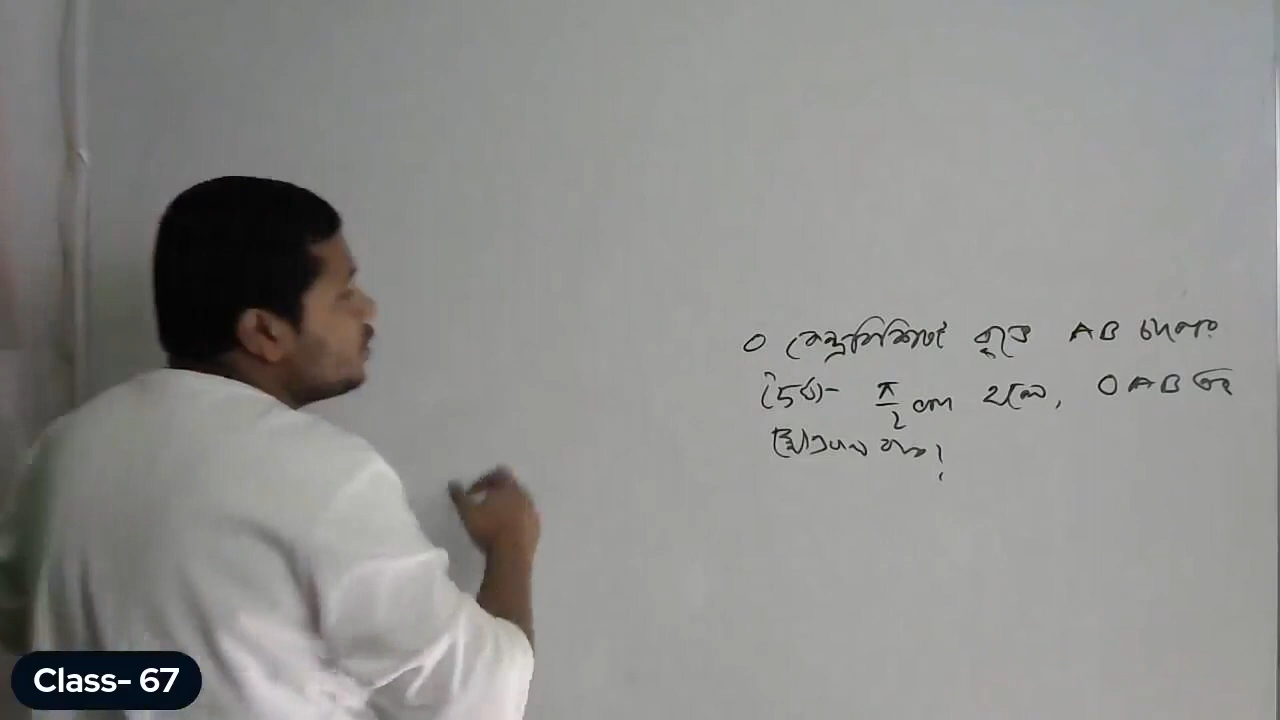 O কেন্দ্রবিশিষ্ট বৃত্তে AB চাপের
দৈর্ঘ্য π/2 cm হলে, OAB এর
ক্ষেত্রফল কত?
Class- 67